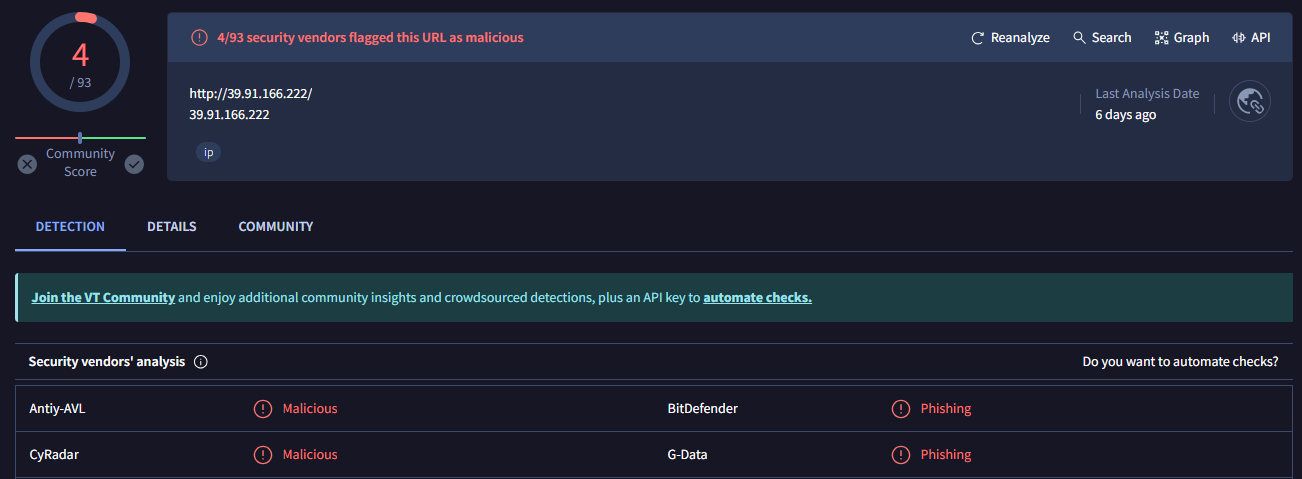 4
/ 93
Community
Score
4/93 security vendors flagged this URL as malicious
Reanalyze Search Graph API
http://39.91.166.222/
39.91.166.222
ip
Last Analysis Date
6 days ago
DETECTION DETAILS COMMUNITY
Join the VT Community and enjoy additional community insights and crowdsourced detections, plus an API key to automate checks.
Security vendors' analysis Do you want to automate checks?
Antiy-AVL Malicious BitDefender Phishing
CyRadar Malicious G-Data Phishing